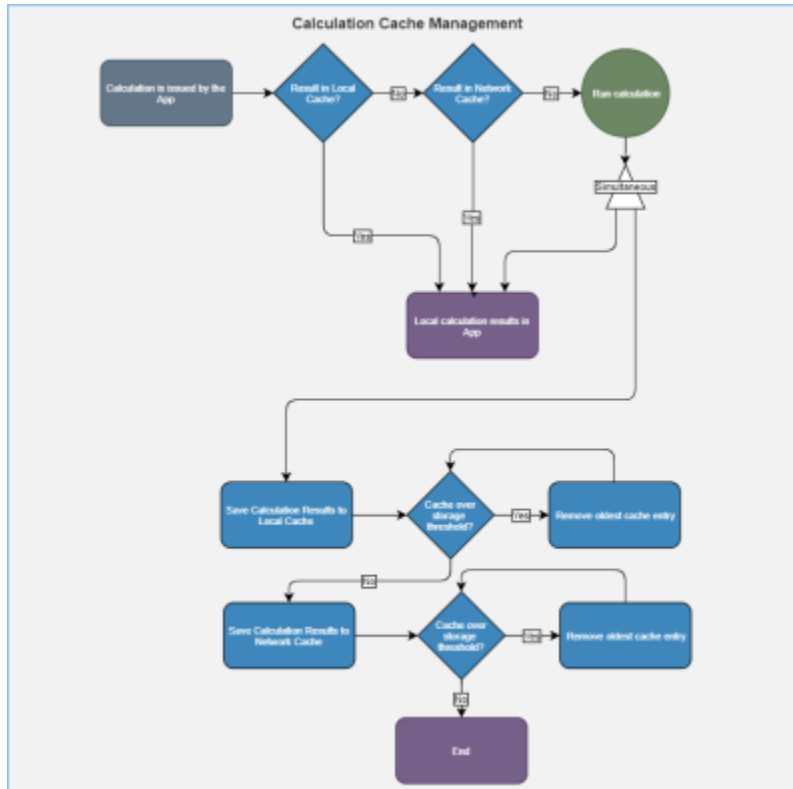 Calculation Cache Management
Calculation is issued by the
App
Result in Local
Cache?
No
Result in Network
Cache?
No
Run calculation
Simultaneous
Yes
Yes
Local calculation results in
App
Save Calculation Results to
Local Cache
Cache over
storage
threshold?
Yes
Remove oldest cache entry
No
Save Calculation Results to
Network Cache
Cache over
storage
threshold?
Yes
Remove oldest cache entry
No
End